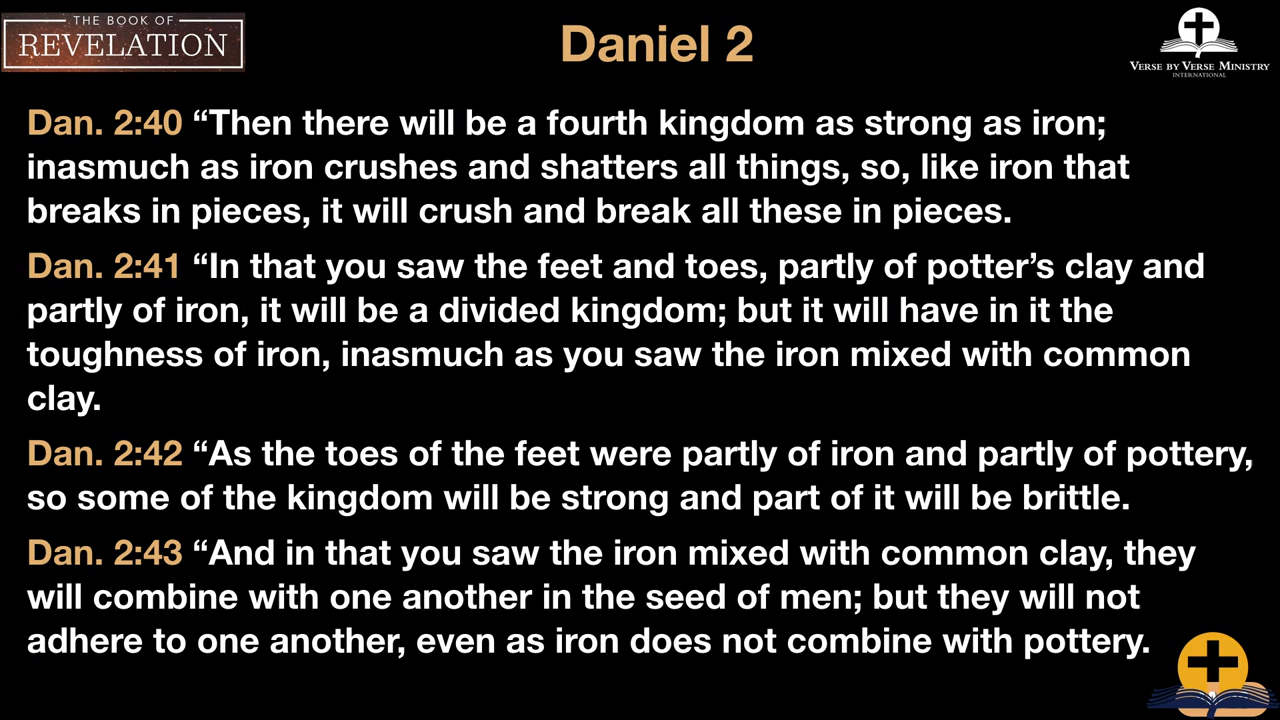 THE BOOK OF
REVELATION
Daniel 2
VERSE BY VERSE MINISTRY
INTERNATIONAL
Dan. 2:40 “Then there will be a fourth kingdom as strong as iron;
inasmuch as iron crushes and shatters all things, so, like iron that
breaks in pieces, it will crush and break all these in pieces.
Dan. 2:41 “In that you saw the feet and toes, partly of potter’s clay and
partly of iron, it will be a divided kingdom; but it will have in it the
toughness of iron, inasmuch as you saw the iron mixed with common
clay.
Dan. 2:42 “As the toes of the feet were partly of iron and partly of pottery,
so some of the kingdom will be strong and part of it will be brittle.
Dan. 2:43 “And in that you saw the iron mixed with common clay, they
will combine with one another in the seed of men; but they will not
adhere to one another, even as iron does not combine with pottery.